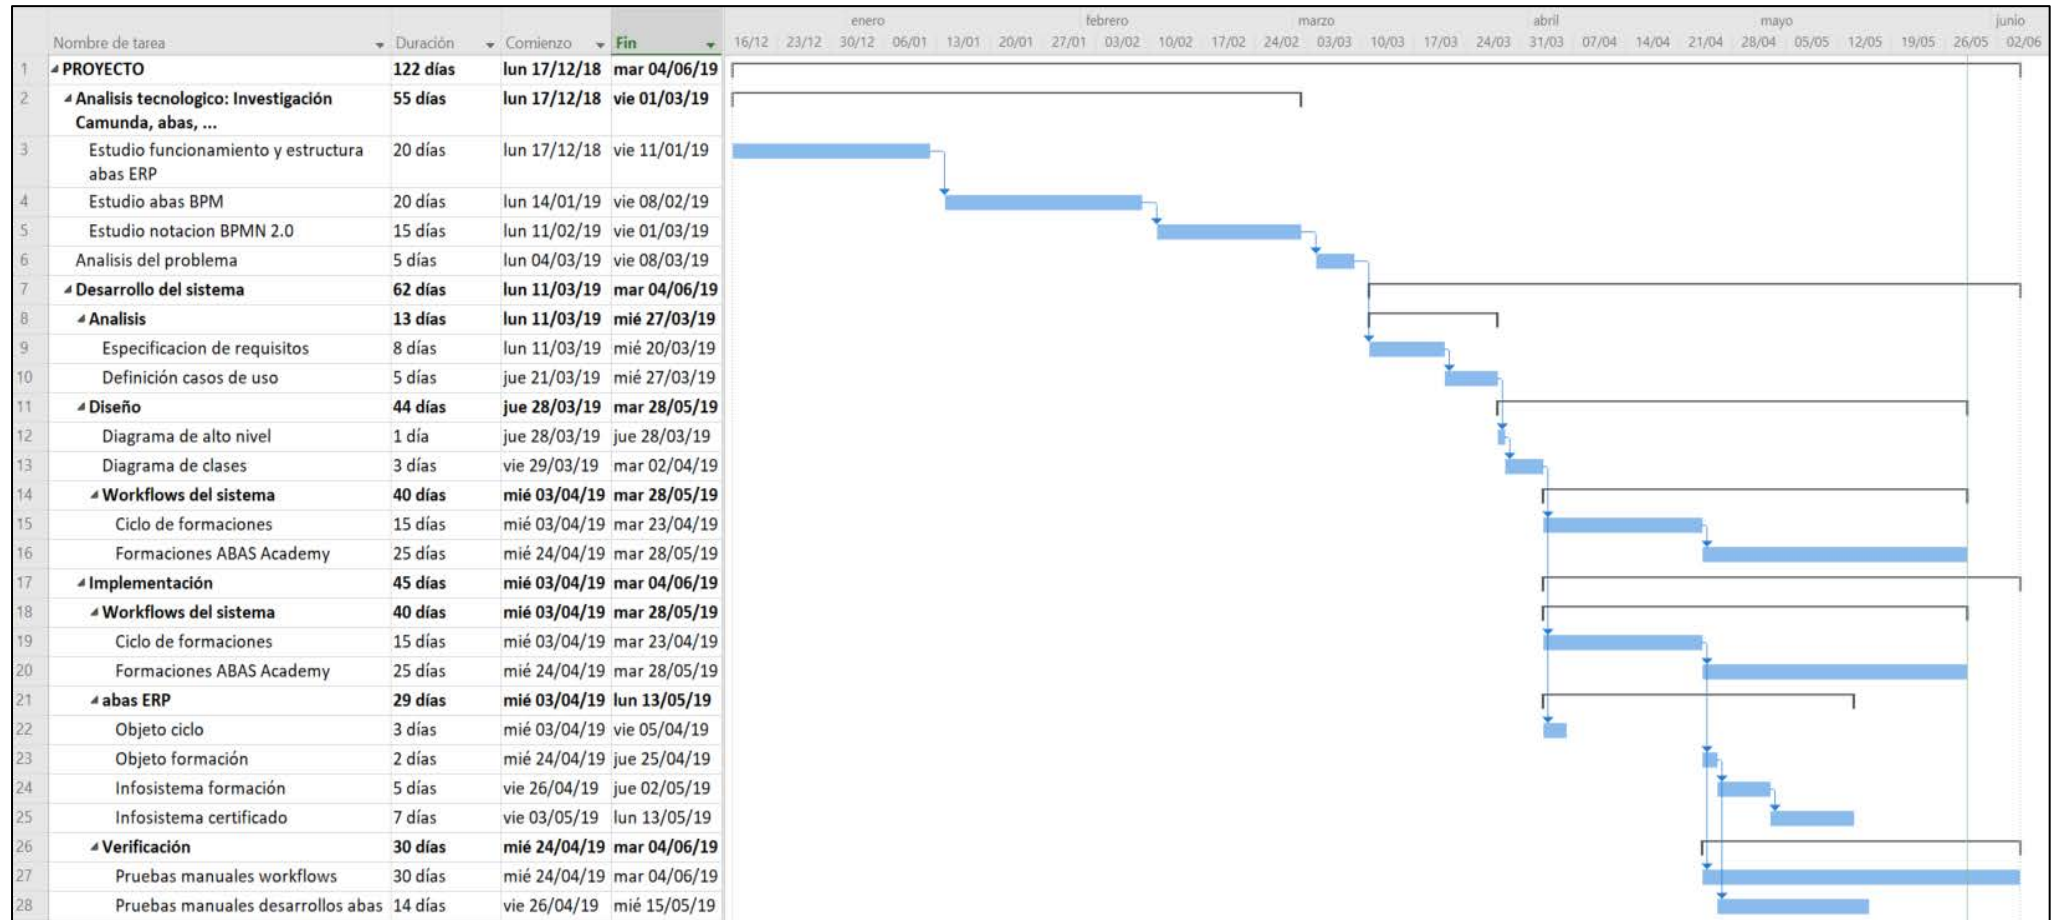 enero febrero marzo abril mayo junio
Nombre de tarea Duración Comienzo Fin 16/12 23/12 30/12 06/01 13/01 20/01 27/01 03/02 10/02 17/02 24/02 03/03 10/03 17/03 24/03 31/03 07/04 14/04 21/04 28/04 05/05 12/05 19/05 26/05 02/06
1 PROYECTO 122 días lun 17/12/18 mar 04/06/19
2 Analisis tecnologico: Investigación 55 días lun 17/12/18 vie 01/03/19
Camunda, abas, ...
3 Estudio funcionamiento y estructura 20 días lun 17/12/18 vie 11/01/19
abas ERP
4 Estudio abas BPM 20 días lun 14/01/19 vie 08/02/19
5 Estudio notacion BPMN 2.0 15 días lun 11/02/19 vie 01/03/19
6 Analisis del problema 5 días lun 04/03/19 vie 08/03/19
7 Desarrollo del sistema 62 días lun 11/03/19 mar 04/06/19
8 Analisis 13 días lun 11/03/19 mié 27/03/19
9 Especificacion de requisitos 8 días lun 11/03/19 mié 20/03/19
10 Definición casos de uso 5 días jue 21/03/19 mié 27/03/19
11 Diseño 44 días jue 28/03/19 mar 28/05/19
12 Diagrama de alto nivel 1 día jue 28/03/19 jue 28/03/19
13 Diagrama de clases 3 días vie 29/03/19 mar 02/04/19
14 Workflows del sistema 40 días mié 03/04/19 mar 28/05/19
15 Ciclo de formaciones 15 días mié 03/04/19 mar 23/04/19
16 Formaciones ABAS Academy 25 días mié 24/04/19 mar 28/05/19
17 Implementación 45 días mié 03/04/19 mar 04/06/19
18 Workflows del sistema 40 días mié 03/04/19 mar 28/05/19
19 Ciclo de formaciones 15 días mié 03/04/19 mar 23/04/19
20 Formaciones ABAS Academy 25 días mié 24/04/19 mar 28/05/19
21 abas ERP 29 días mié 03/04/19 lun 13/05/19
22 Objeto ciclo 3 días mié 03/04/19 vie 05/04/19
23 Objeto formación 2 días mié 24/04/19 jue 25/04/19
24 Infosistema formación 5 días vie 26/04/19 jue 02/05/19
25 Infosistema certificado 7 días vie 03/05/19 lun 13/05/19
26 Verificación 30 días mié 24/04/19 mar 04/06/19
27 Pruebas manuales workflows 30 días mié 24/04/19 mar 04/06/19
28 Pruebas manuales desarrollos abas 14 días vie 26/04/19 mié 15/05/19